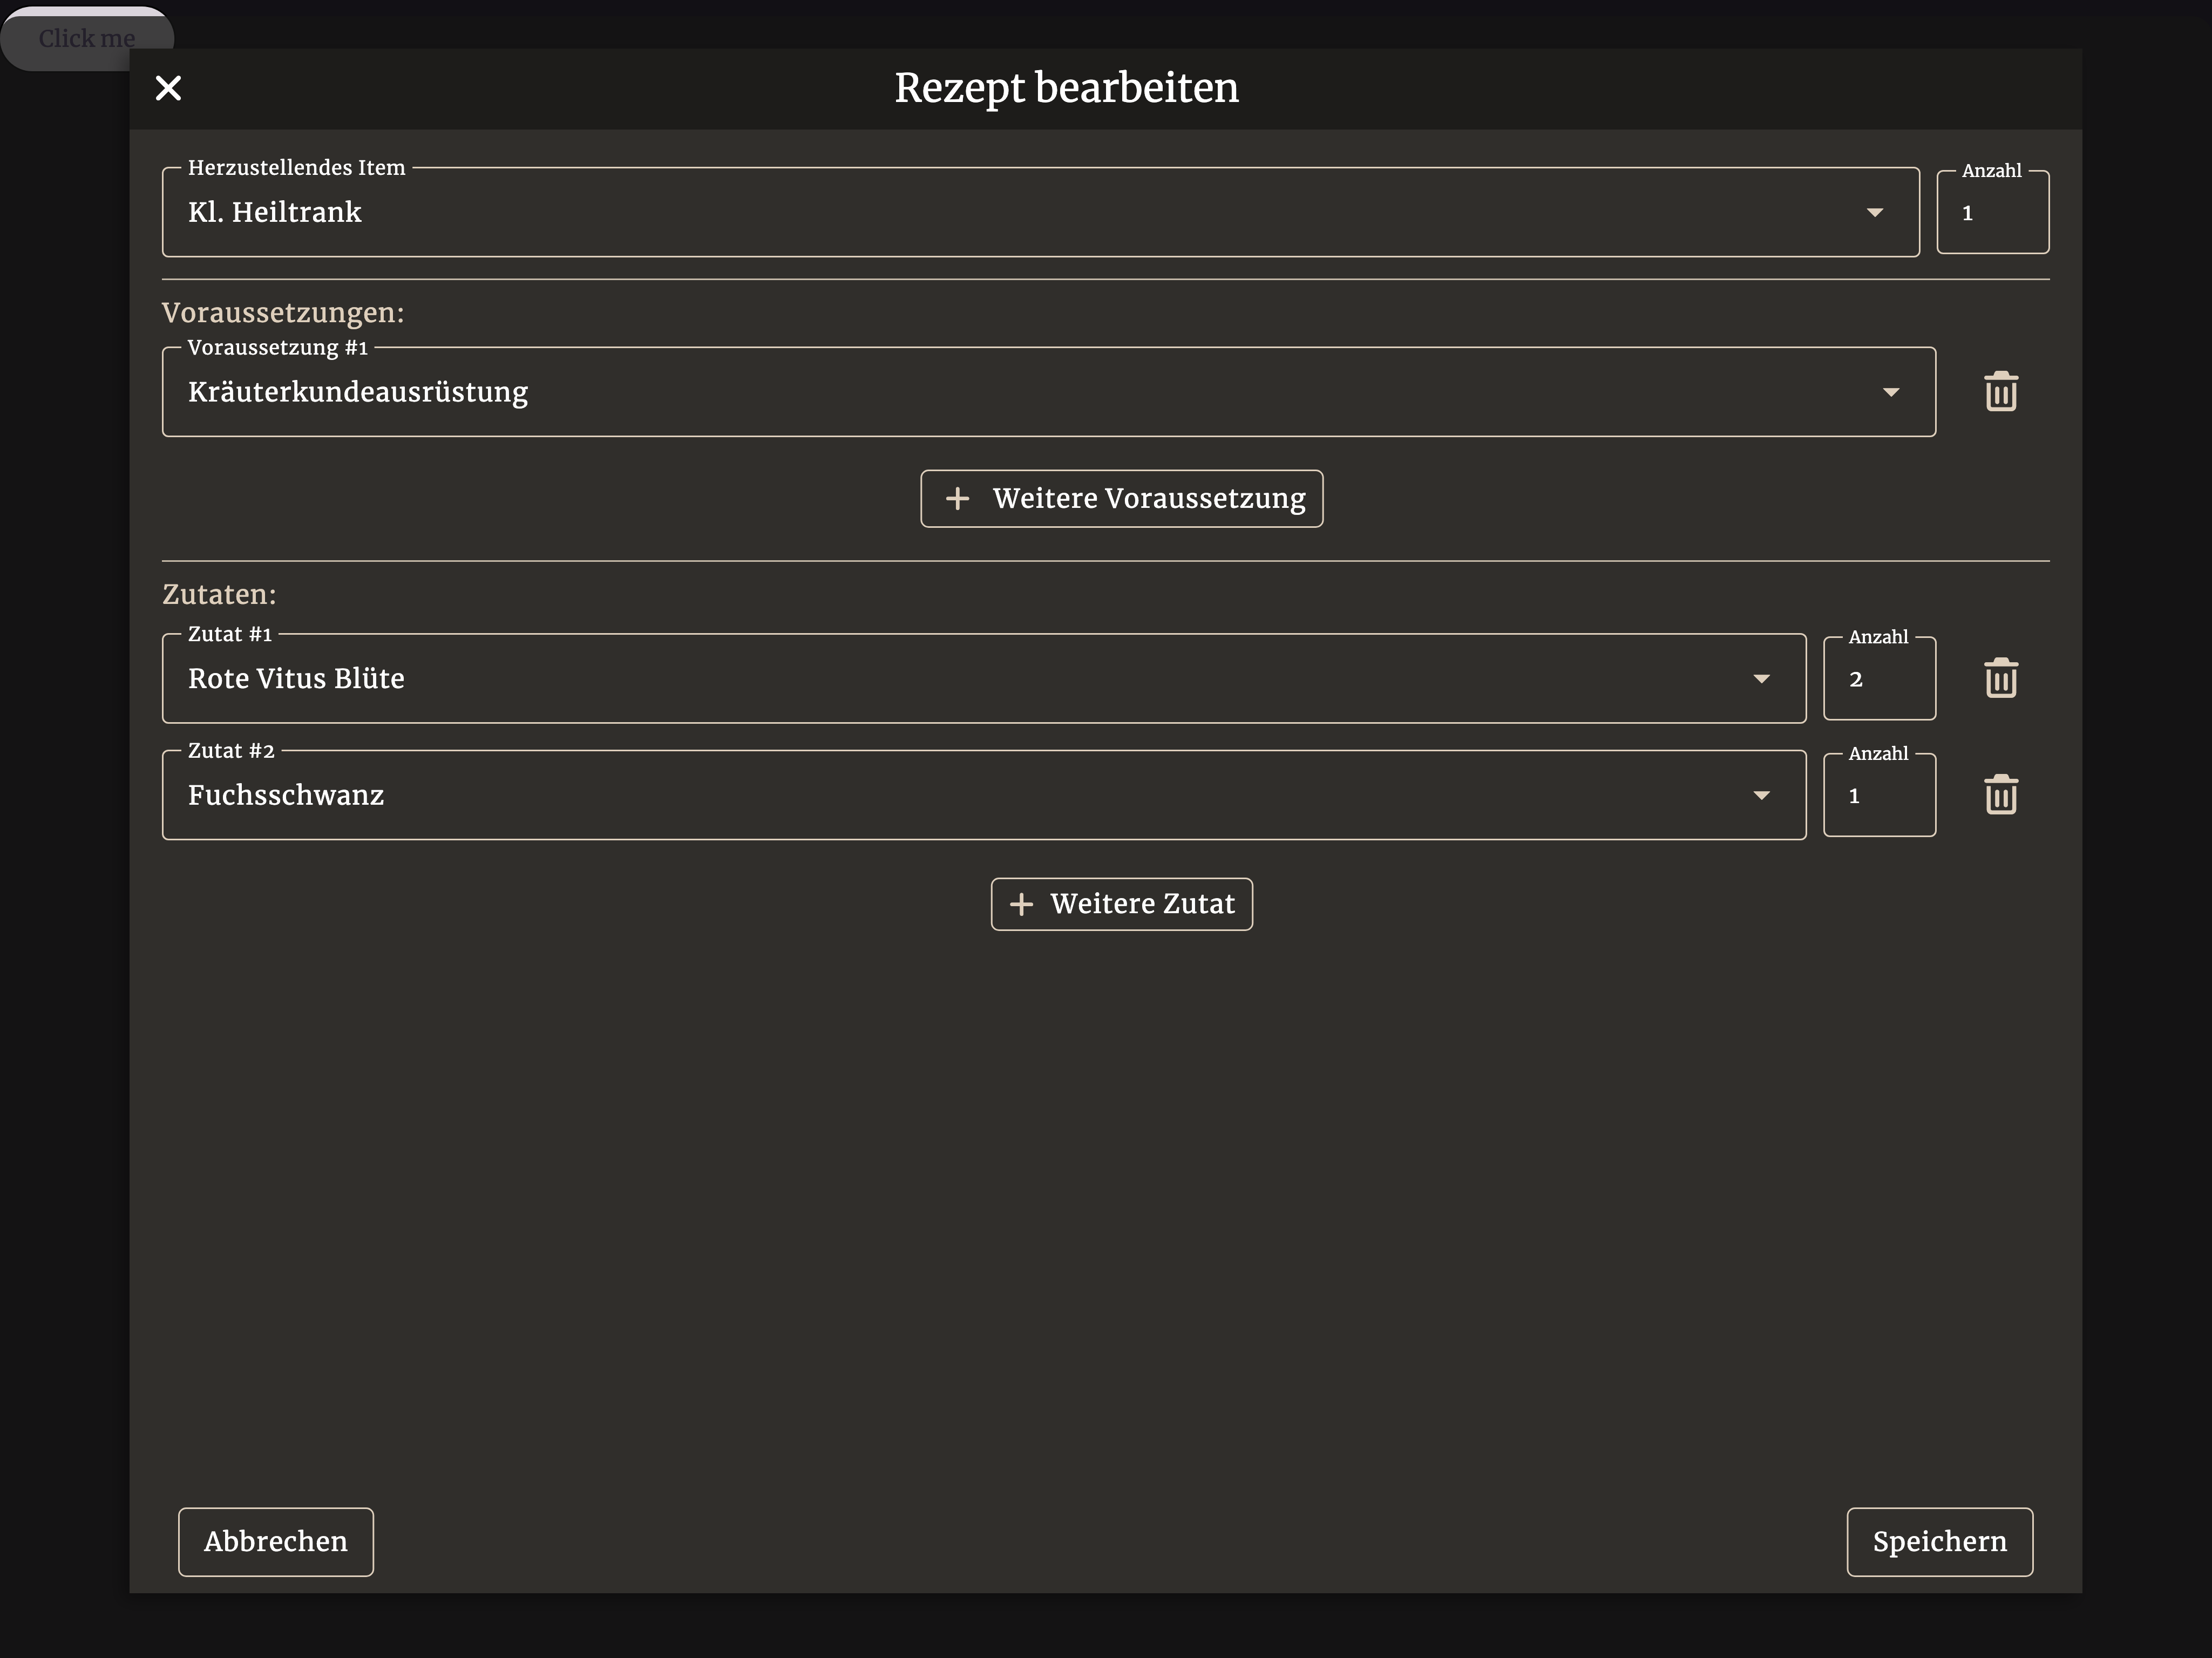 Click me
Rezept bearbeiten
Herzustellendes Item
Anzahl
Kl. Heiltrank
1
Voraussetzungen:
Voraussetzung #1
Kräuterkundeausrüstung
Weitere Voraussetzung
Zutaten:
Zutat #1
Anzahl
Rote Vitus Blüte
2
Zutat #2
Anzahl
Fuchsschwanz
1
Weitere Zutat
Abbrechen
Speichern